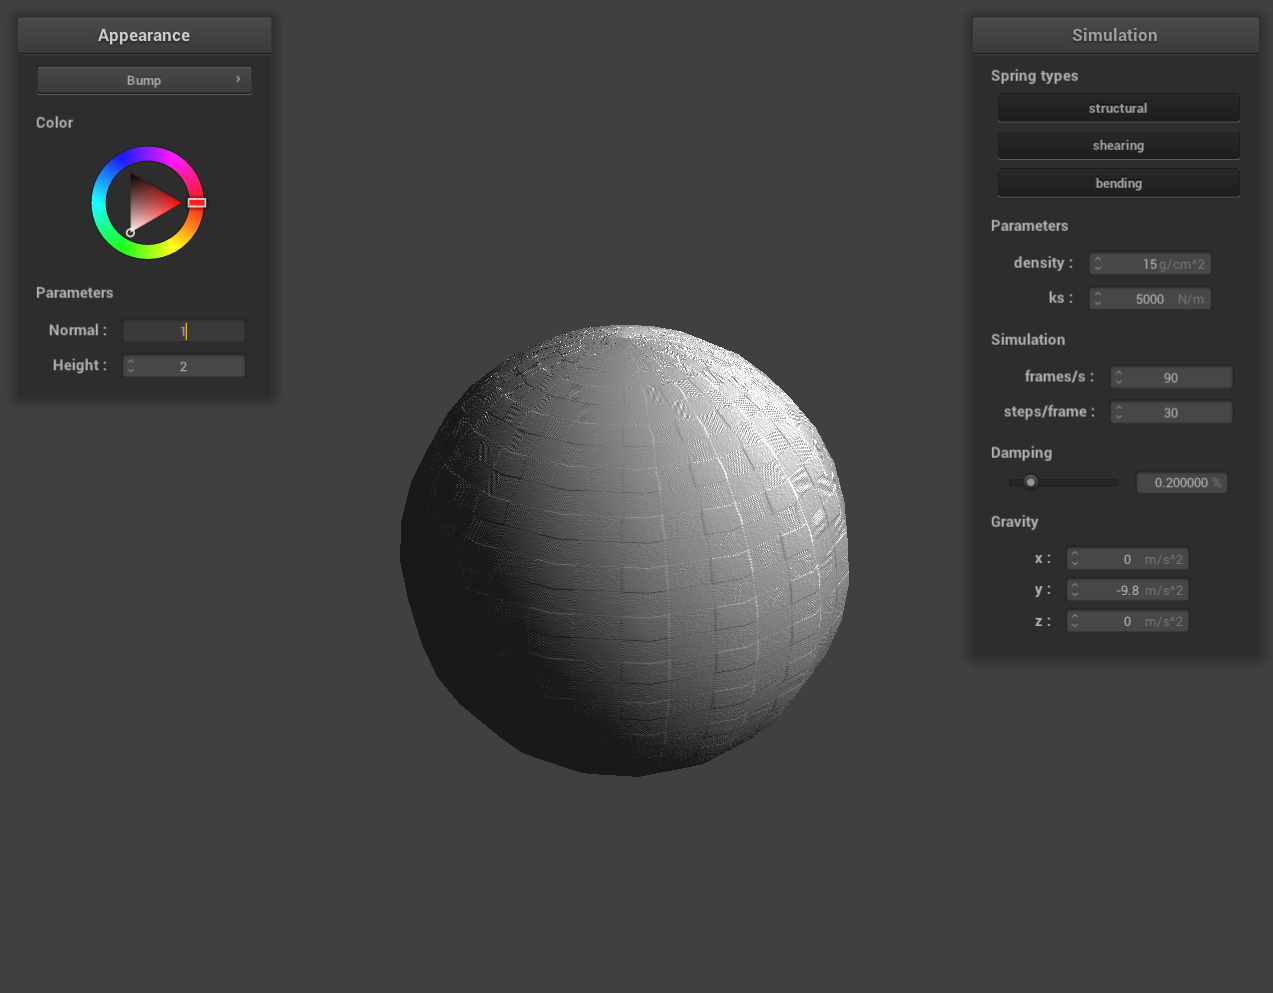 Appearance
Bump
Color
Parameters
Normal : 1
Height : 2
Simulation
Spring types
structural
shearing
bending
Parameters
density : 15 g/cm^2
ks : 5000 N/m
Simulation
frames/s : 90
steps/frame : 30
Damping
0.200000 %
Gravity
x : 0 m/s^2
y : -9.8 m/s^2
z : 0 m/s^2